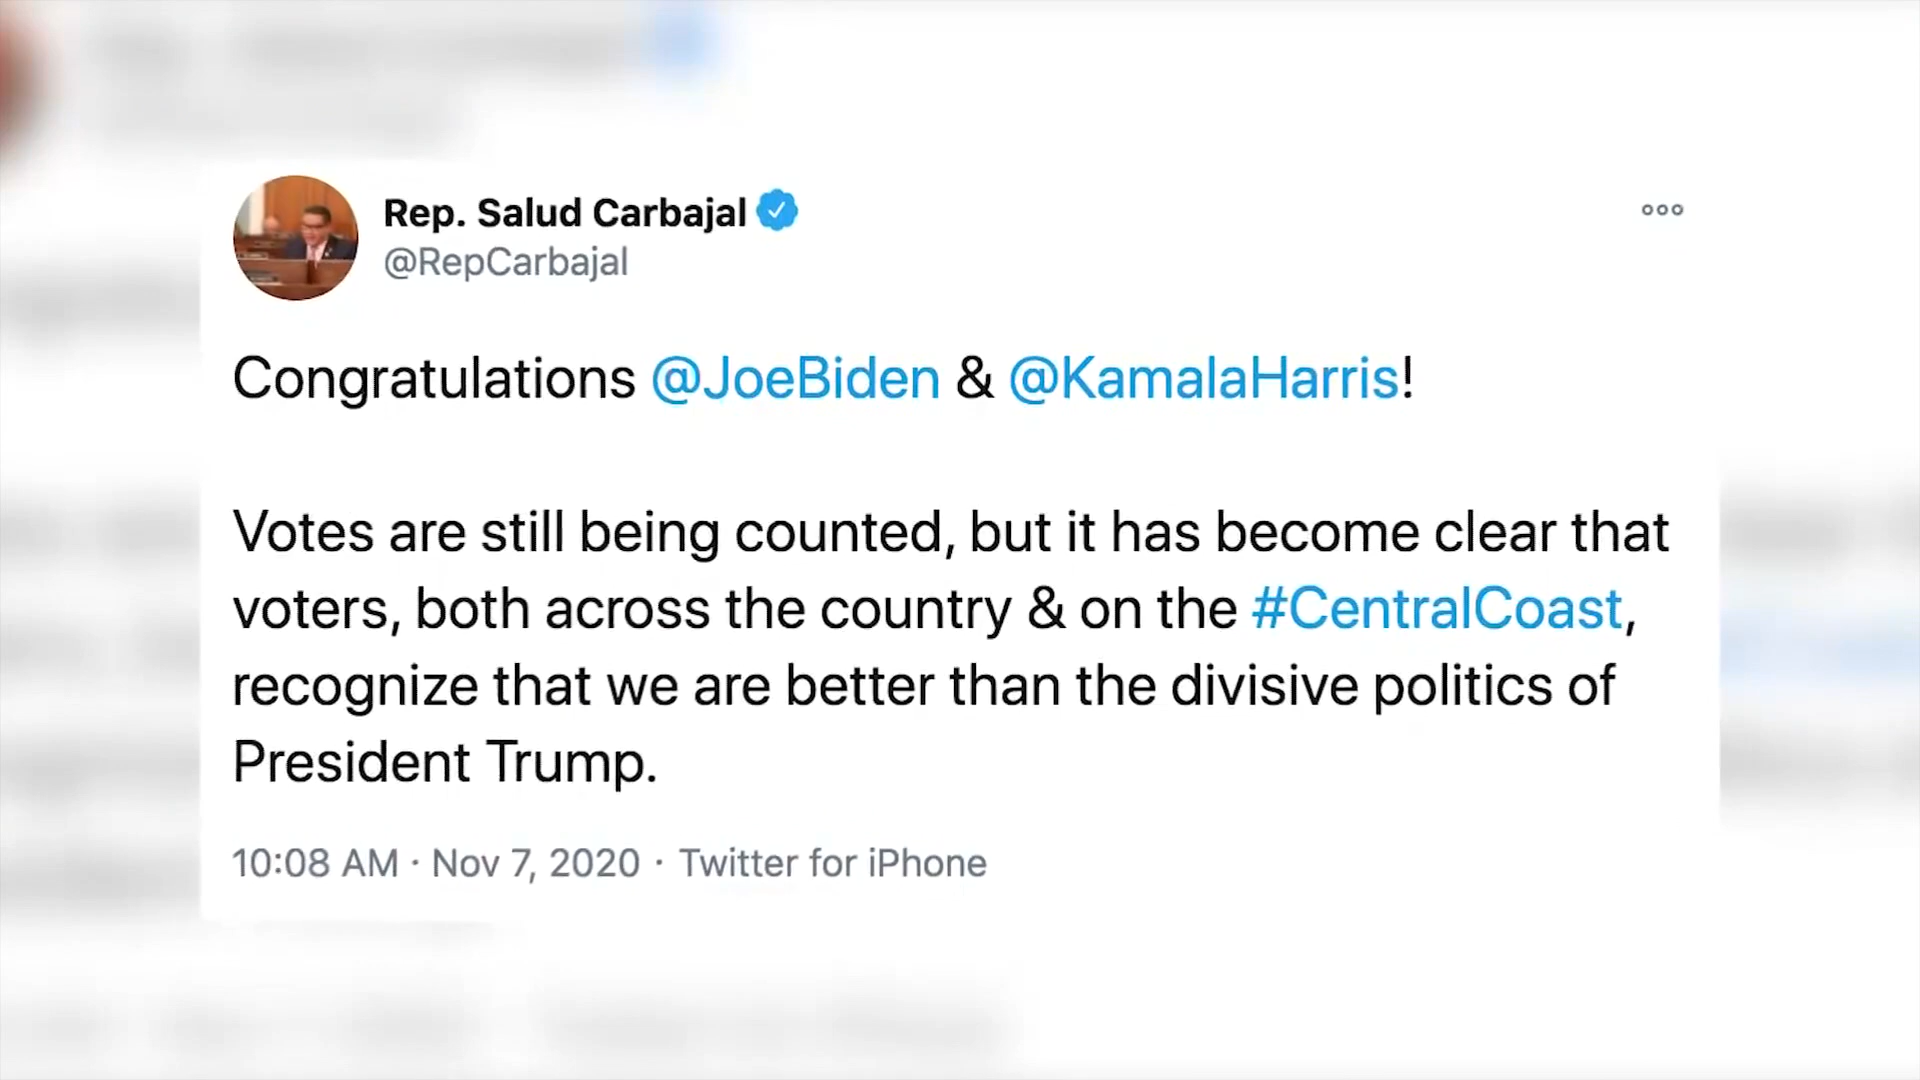 Rep. Salud Carbajal
@RepCarbajal
Congratulations @JoeBiden & @KamalaHarris!
Votes are still being counted, but it has become clear that
voters, both across the country & on the #CentralCoast,
recognize that we are better than the divisive politics of
President Trump.
10:08 AM · Nov 7, 2020 · Twitter for iPhone